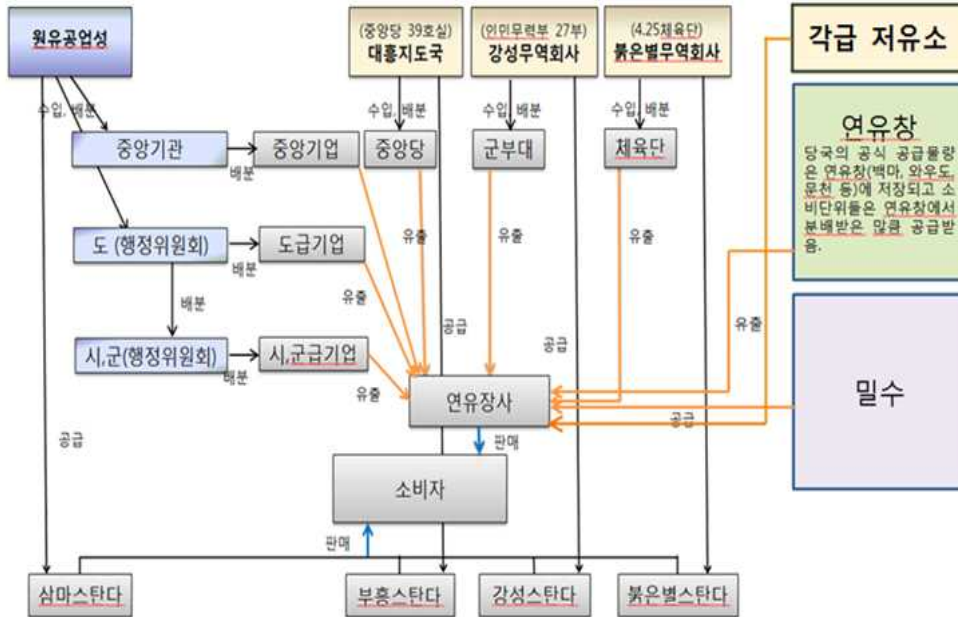 원유공업성
(중앙당 39호실)
대흥지도국
(인민무력부 27부)
강성무역회사
(4.25체육단)
붉은별무역회사
각급 저유소
수입, 배분
수입, 배분
수입, 배분
수입, 배분
중앙기관
배분
중앙기업
중앙당
군부대
체육단
연유창
당국의 공식 공급물량
은 연유창(백마, 와우도,
문천 등)에 저장되고 소
비단위들은 연유창에서
분배받은 많큼 공급받
음.
도 (행정위원회)
배분
도급기업
유출
유출
유출
배분
유출
공급
공급
유출
시,군(행정위원회)
배분
시,군급기업
유출
연유장사
공급
밀수
공급
판매
소비자
판매
삼마스탄다
부흥스탄다
강성스탄다
붉은별스탄다